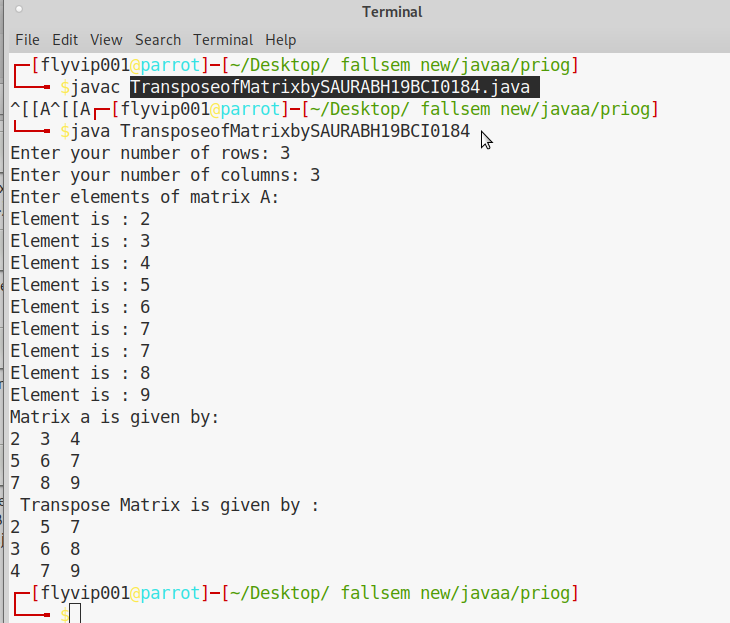 Terminal
File Edit View Search Terminal Help
┌─[flyvip001@parrot]─[~/Desktop/ fallsem new/javaa/priog]
└──╼ $javac TransposeofMatrixbySAURABH19BCI0184.java
^[[A^[[A┌─[flyvip001@parrot]─[~/Desktop/ fallsem new/javaa/priog]
└──╼ $java TransposeofMatrixbySAURABH19BCI0184
Enter your number of rows: 3
Enter your number of columns: 3
Enter elements of matrix A:
Element is : 2
Element is : 3
Element is : 4
Element is : 5
Element is : 6
Element is : 7
Element is : 7
Element is : 8
Element is : 9
Matrix a is given by:
2  3  4
5  6  7
7  8  9
 Transpose Matrix is given by :
2  5  7
3  6  8
4  7  9
┌─[flyvip001@parrot]─[~/Desktop/ fallsem new/javaa/priog]
└──╼ $